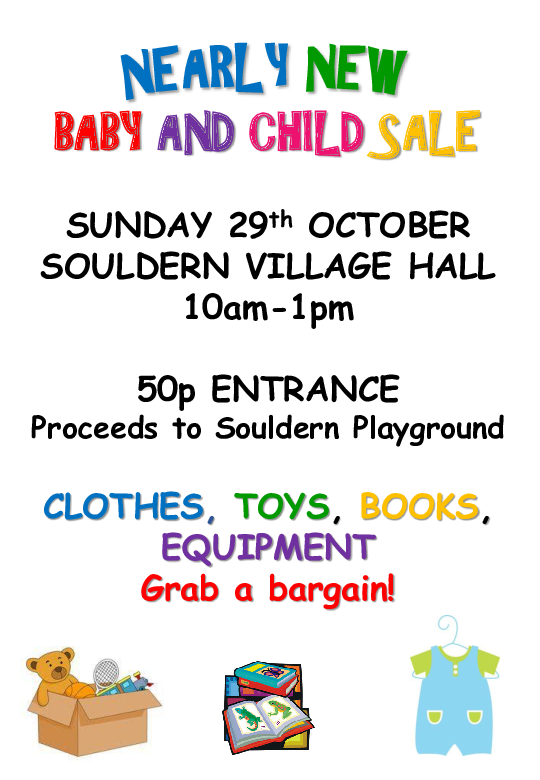 NEARLY NEW
BABY AND CHILD SALE
SUNDAY 29th OCTOBER
SOULDERN VILLAGE HALL
10am-1pm
50p ENTRANCE
Proceeds to Souldern Playground
CLOTHES, TOYS, BOOKS,
EQUIPMENT
Grab a bargain!